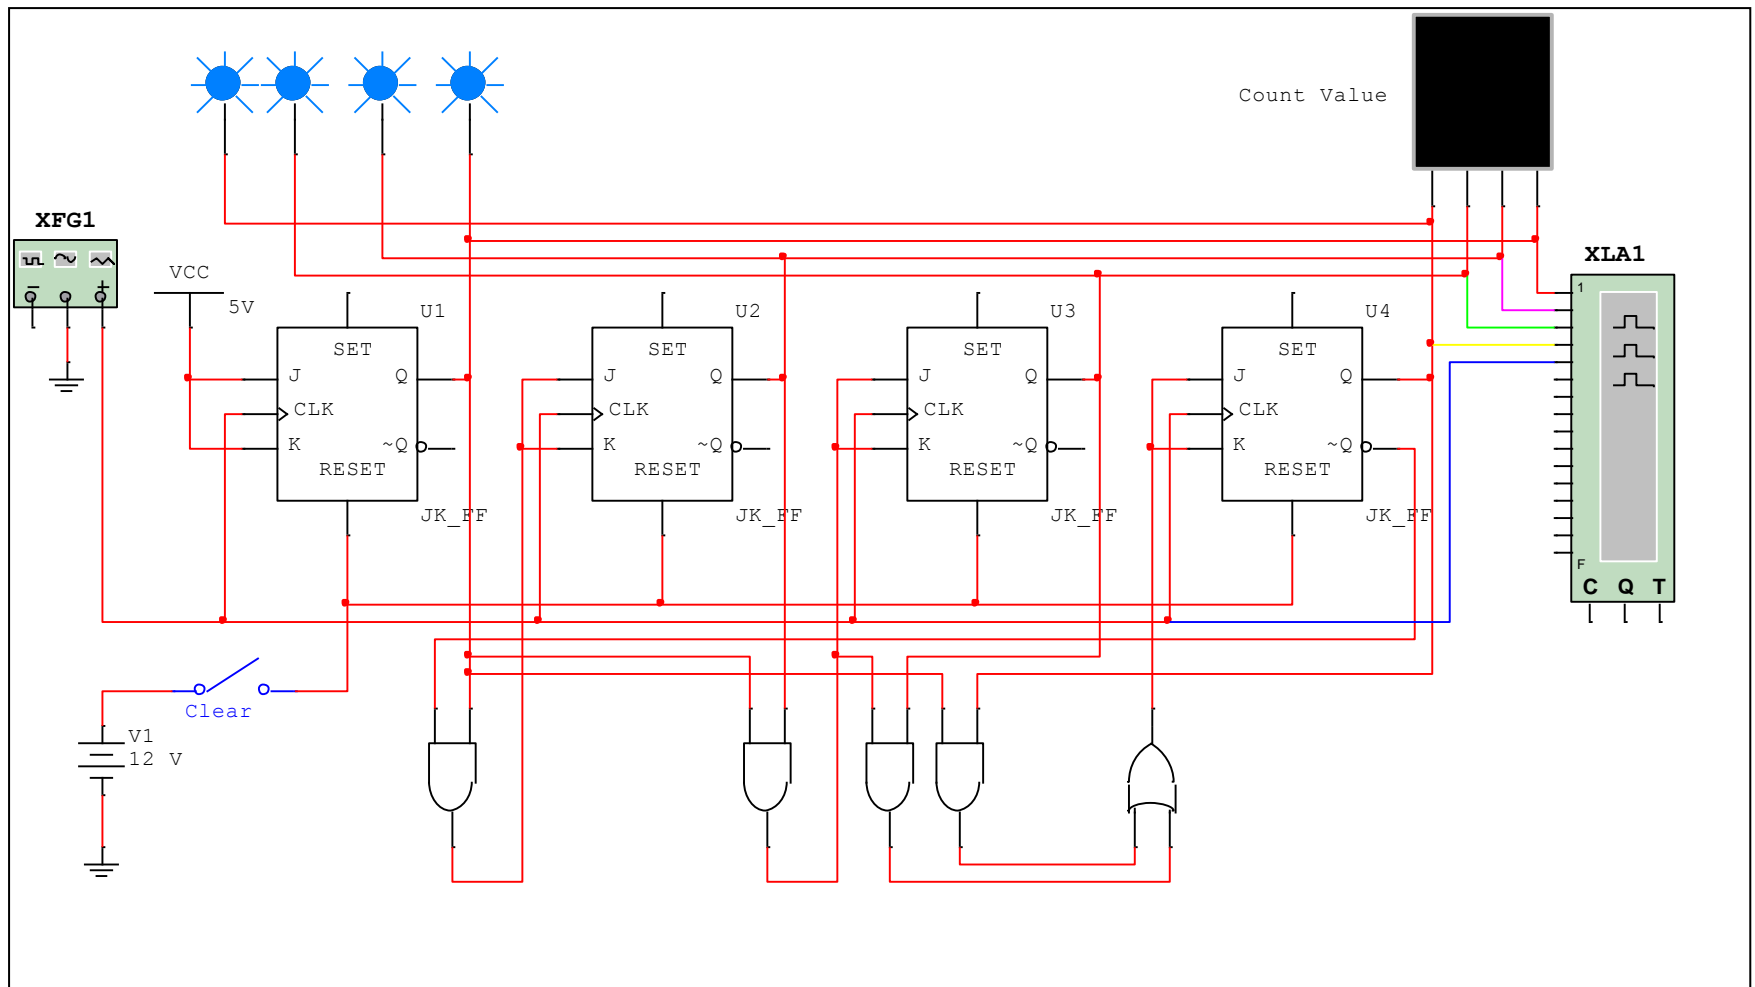 Count Value
XFG1
XLA1
VCC
5V
U1
U2
U3
U4
1
SET
SET
SET
SET
J
Q
J
Q
J
Q
J
Q
CLK
CLK
CLK
CLK
K
~Q
K
~Q
K
~Q
K
~Q
RESET
RESET
RESET
RESET
JK_FF
JK_FF
JK_FF
JK_FF
F
C Q T
Clear
V1
12 V